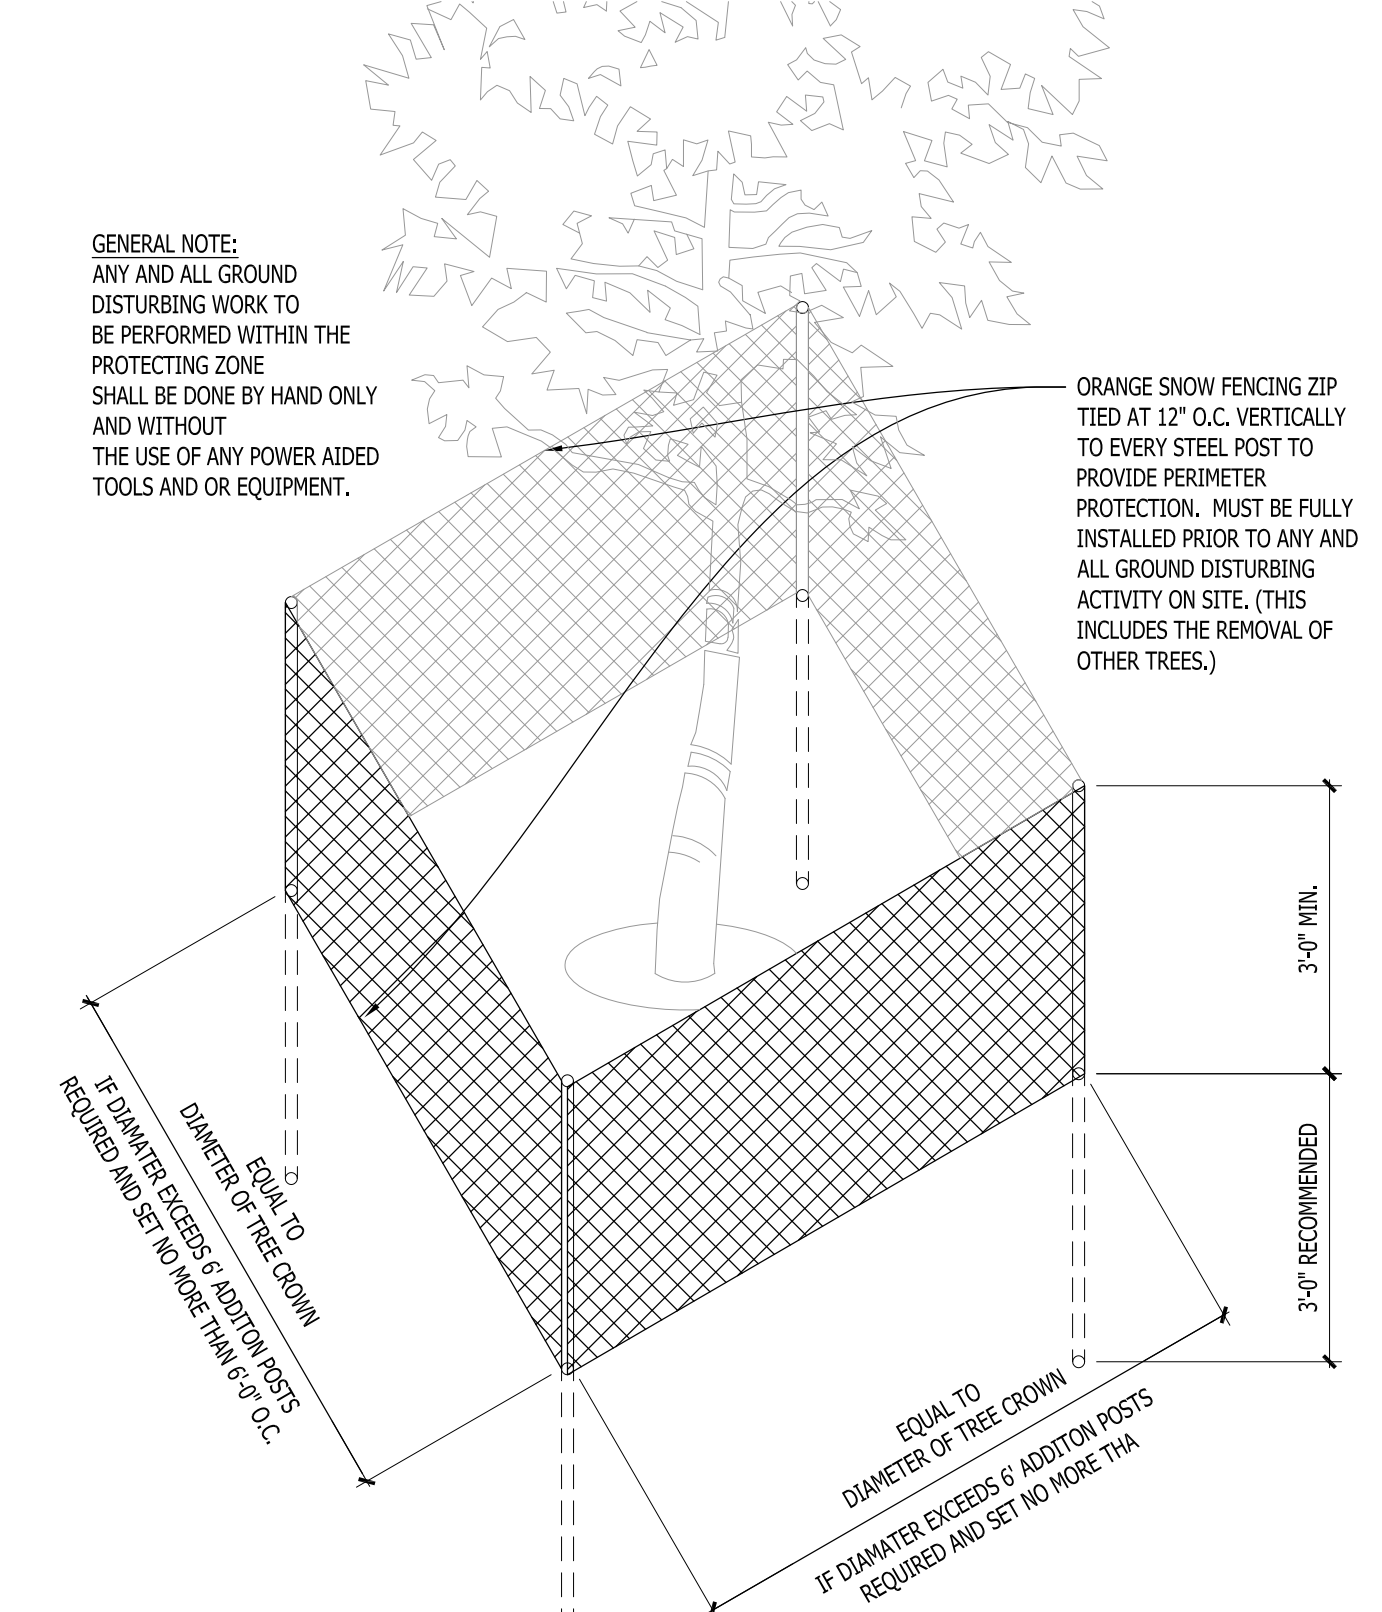 GENERAL NOTE:
ANY AND ALL GROUND
DISTURBING WORK TO
BE PERFORMED WITHIN THE
PROTECTING ZONE
SHALL BE DONE BY HAND ONLY
AND WITHOUT
THE USE OF ANY POWER AIDED
TOOLS AND OR EQUIPMENT.
ORANGE SNOW FENCING ZIP
TIED AT 12" O.C. VERTICALLY
TO EVERY STEEL POST TO
PROVIDE PERIMETER
PROTECTION. MUST BE FULLY
INSTALLED PRIOR TO ANY AND
ALL GROUND DISTURBING
ACTIVITY ON SITE. (THIS
INCLUDES THE REMOVAL OF
OTHER TREES.)
3'-0" MIN.
3'-0" RECOMMENDED
EQUAL TO
DIAMETER OF TREE CROWN
IF DIAMATER EXCEEDS 6' ADDITON POSTS
REQUIRED AND SET NO MORE THAN 6'-0" O.C.
EQUAL TO
DIAMETER OF TREE CROWN
IF DIAMATER EXCEEDS 6' ADDITON POSTS
REQUIRED AND SET NO MORE THA